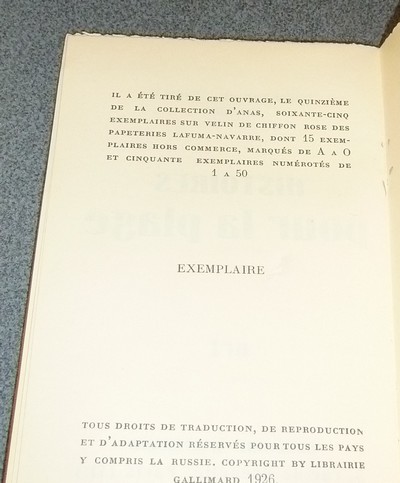 IL A ÉTÉ TIRÉ DE CET OUVRAGE, LE QUINZIÈME
DE LA COLLECTION D'ANAS, SOIXANTE-CINQ
EXEMPLAIRES SUR VELIN DE CHIFFON ROSE DES
PAPETERIES LAFUMA-NAVARRE, DONT 15 EXEM-
PLAIRES HORS COMMERCE, MARQUÉS DE A A O
ET CINQUANTE EXEMPLAIRES NUMÉROTÉS DE
1 A 50
EXEMPLAIRE
TOUS DROITS DE TRADUCTION, DE REPRODUCTION
ET D'ADAPTATION RÉSERVÉS POUR TOUS LES PAYS
Y COMPRIS LA RUSSIE. COPYRIGHT BY LIBRAIRIE
GALLIMARD 1926